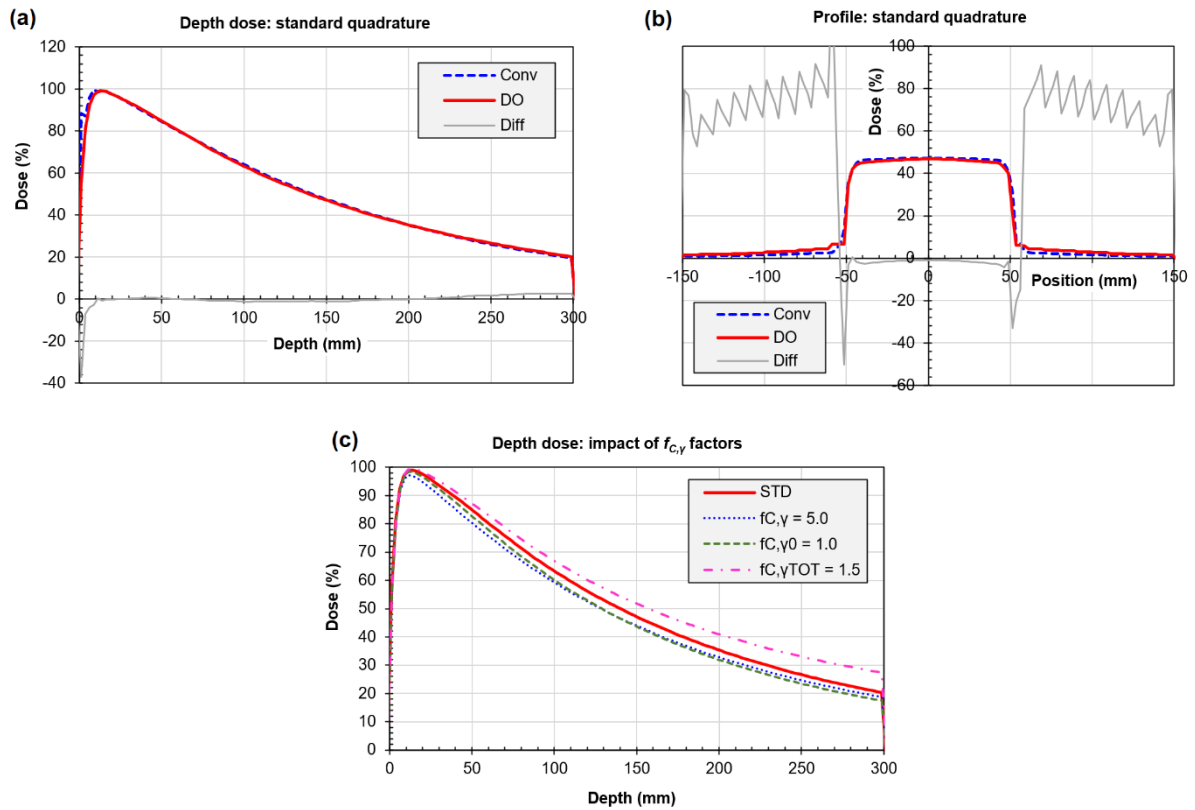 (a)
Depth dose: standard quadrature
120
100
80
60
40
20
0
-20
-40
0
50
100
150
200
250
300
Dose (%)
Depth (mm)
Conv
DO
Diff
(b)
Profile: standard quadrature
100
80
60
40
20
0
-20
-40
-60
-150
-100
-50
0
50
100
150
Dose (%)
Position (mm)
Conv
DO
Diff
(c)
Depth dose: impact of fC,γ factors
100
90
80
70
60
50
40
30
20
10
0
0
50
100
150
200
250
300
Dose (%)
Depth (mm)
STD
fC,γ = 5.0
fC,γ0 = 1.0
fC,γTOT = 1.5